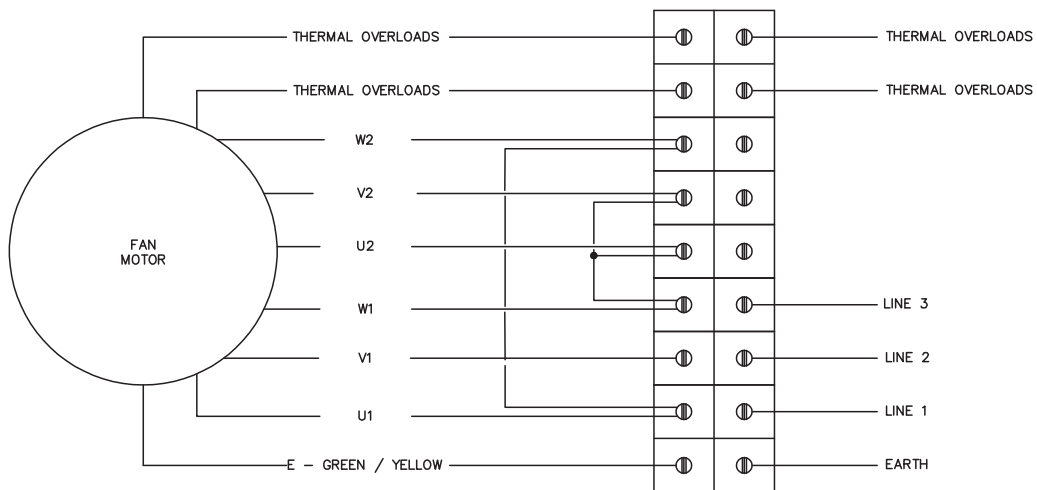 THERMAL OVERLOADS
THERMAL OVERLOADS
THERMAL OVERLOADS
THERMAL OVERLOADS
W2
V2
FAN
MOTOR
U2
W1
LINE 3
V1
LINE 2
U1
LINE 1
E - GREEN / YELLOW
EARTH